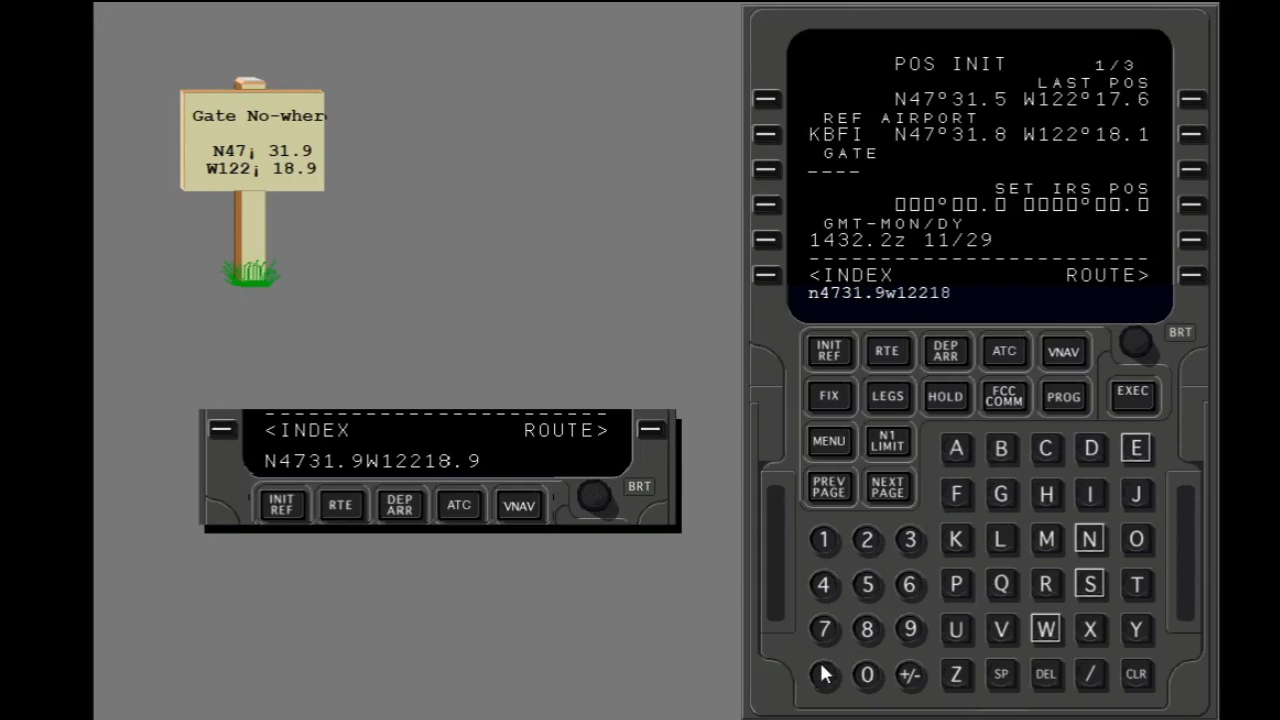 Gate No-wher
N47¡ 31.9
W122¡ 18.9
POS INIT 1/3
LAST POS
N47°31.5 W122°17.6
REF AIRPORT
KBFI N47°31.8 W122°18.1
GATE
----
SET IRS POS
▯▯▯°▯▯.▯ ▯▯▯▯°▯▯.▯
GMT-MON/DY
1432.2z 11/29
------------------------
<INDEX ROUTE>
n4731.9w12218
BRT
INIT REF RTE DEP ARR ATC VNAV
FIX LEGS HOLD FCC COMM PROG EXEC
MENU N1 LIMIT
PREV PAGE NEXT PAGE
A B C D E
F G H I J
1 2 3 K L M N O
4 5 6 P Q R S T
7 8 9 U V W X Y
0 +/- Z SP DEL / CLR
------------------------
<INDEX ROUTE>
N4731.9W12218.9
BRT
INIT REF RTE DEP ARR ATC VNAV